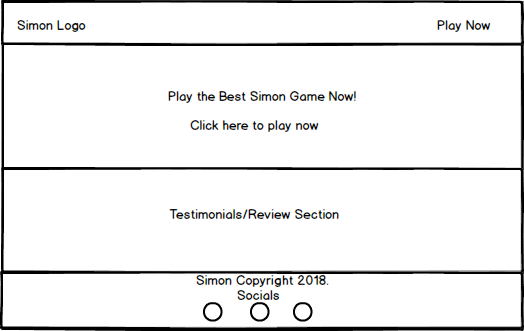 Simon Logo
Play Now
Play the Best Simon Game Now!
Click here to play now
Testimonials/Review Section
Simon Copyright 2018.
Socials